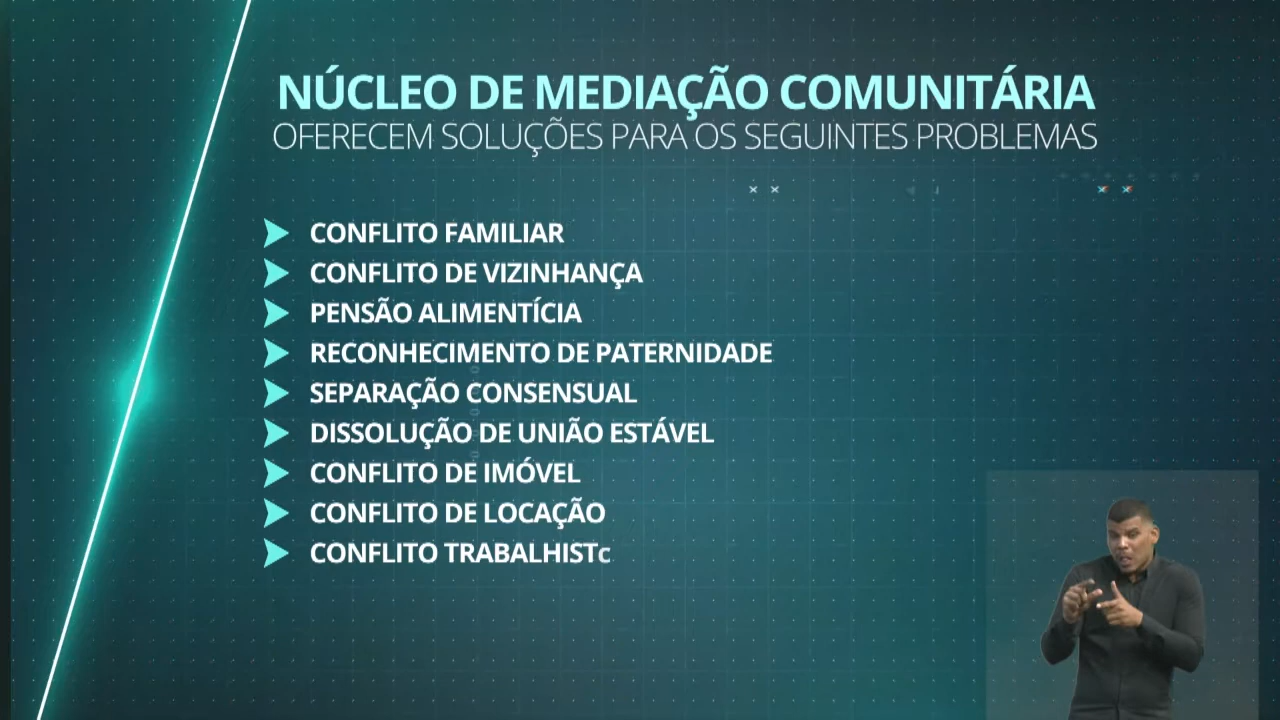 NÚCLEO DE MEDIAÇÃO COMUNITÁRIA
OFERECEM SOLUÇÕES PARA OS SEGUINTES PROBLEMAS
CONFLITO FAMILIAR
CONFLITO DE VIZINHANÇA
PENSÃO ALIMENTÍCIA
RECONHECIMENTO DE PATERNIDADE
SEPARAÇÃO CONSENSUAL
DISSOLUÇÃO DE UNIÃO ESTÁVEL
CONFLITO DE IMÓVEL
CONFLITO DE LOCAÇÃO
CONFLITO TRABALHISTc